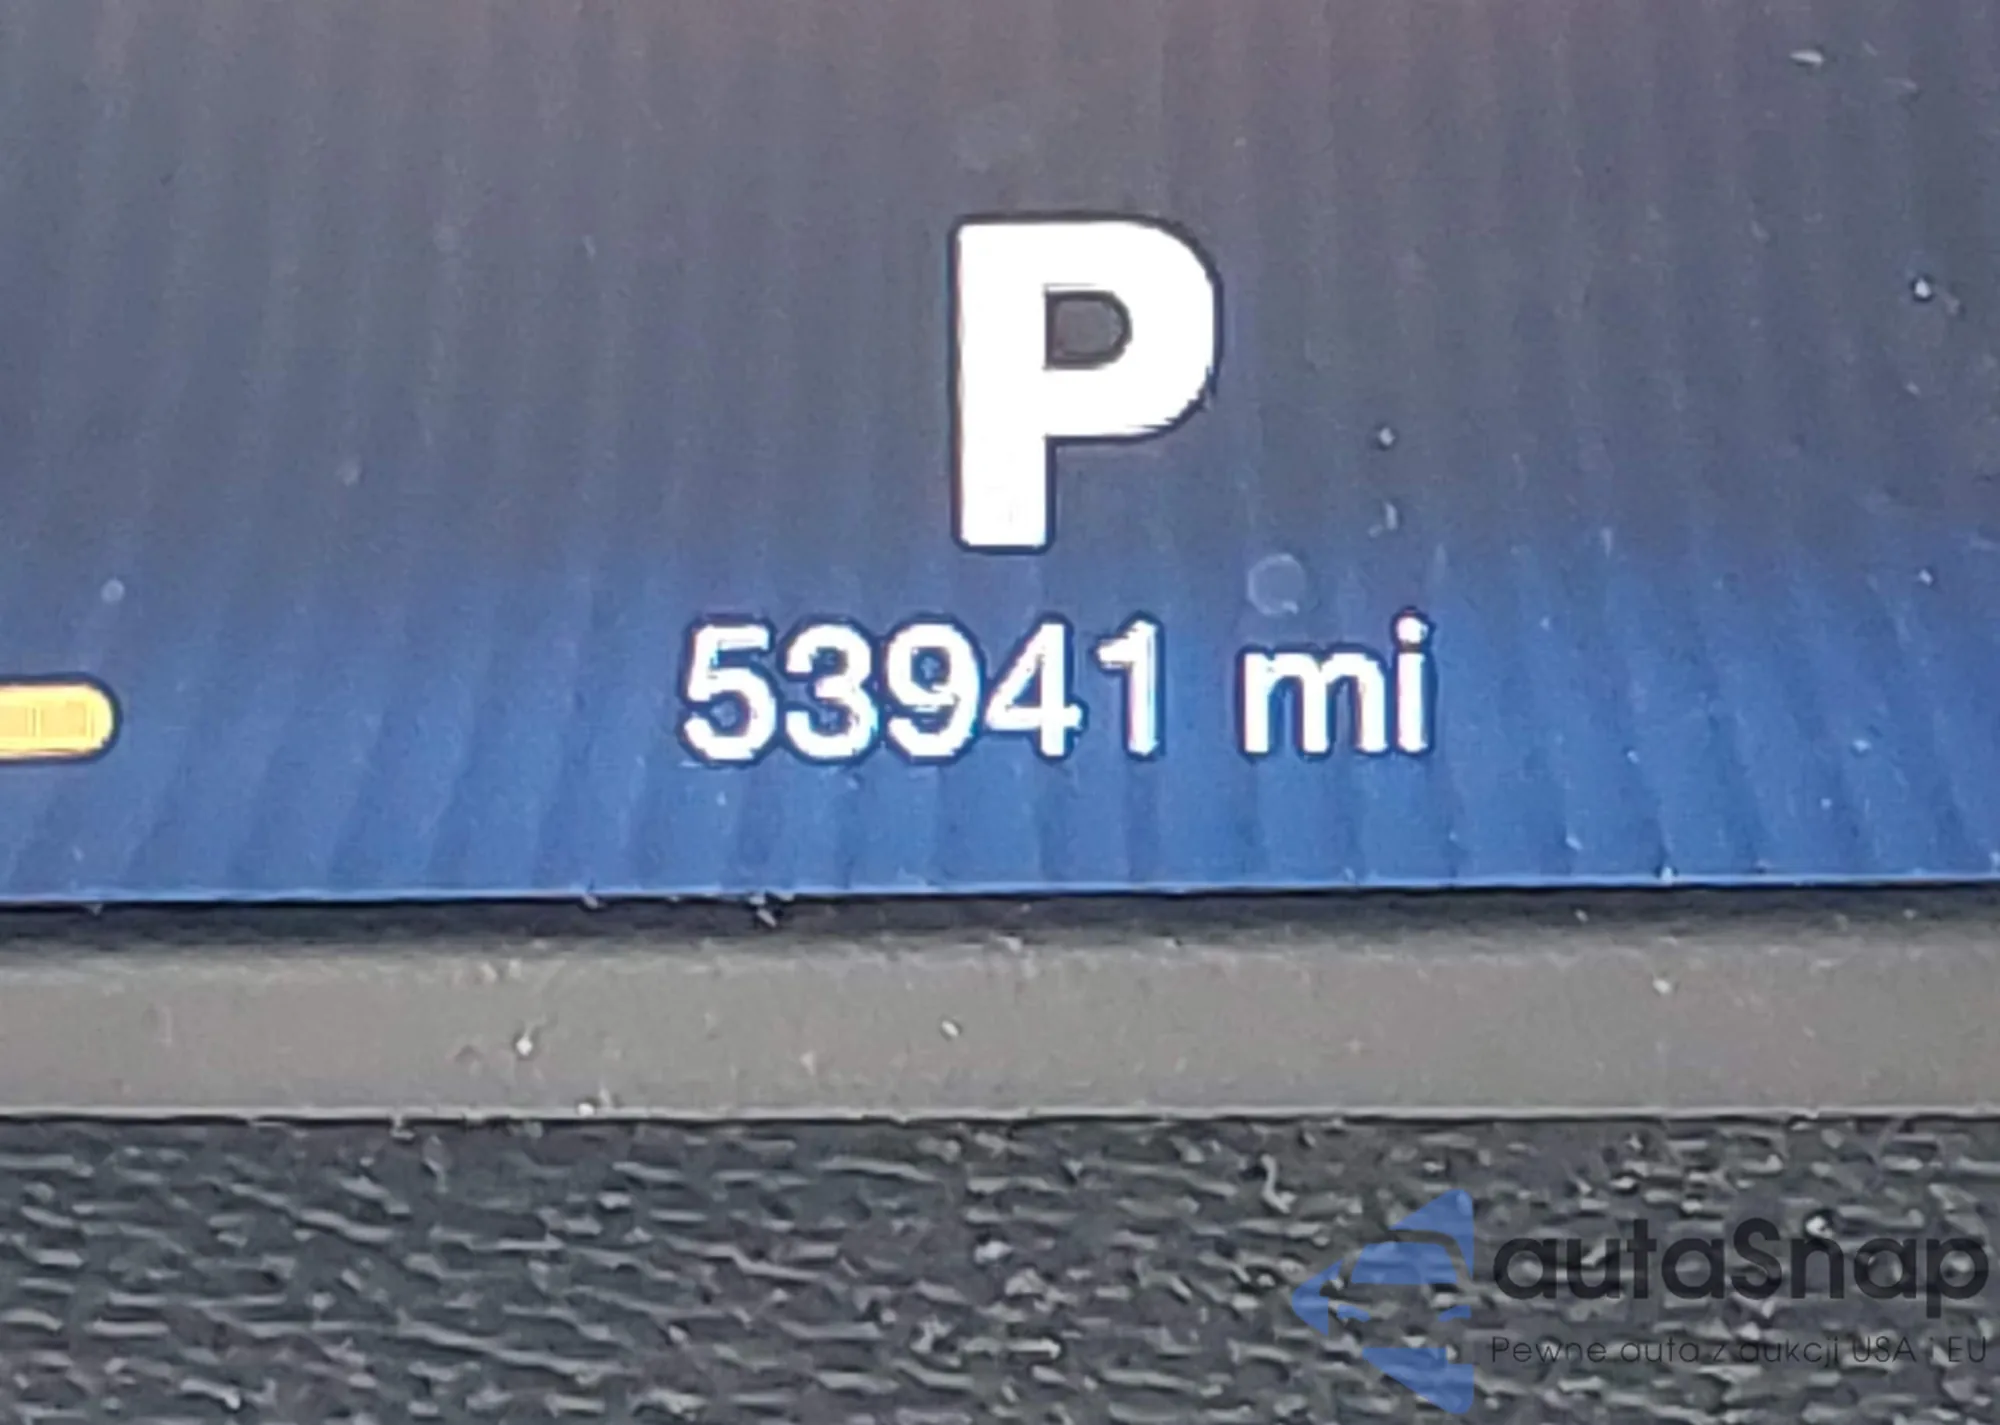 P
53941 mi
autaSnap
Pewne auta z aukcji USA i EU